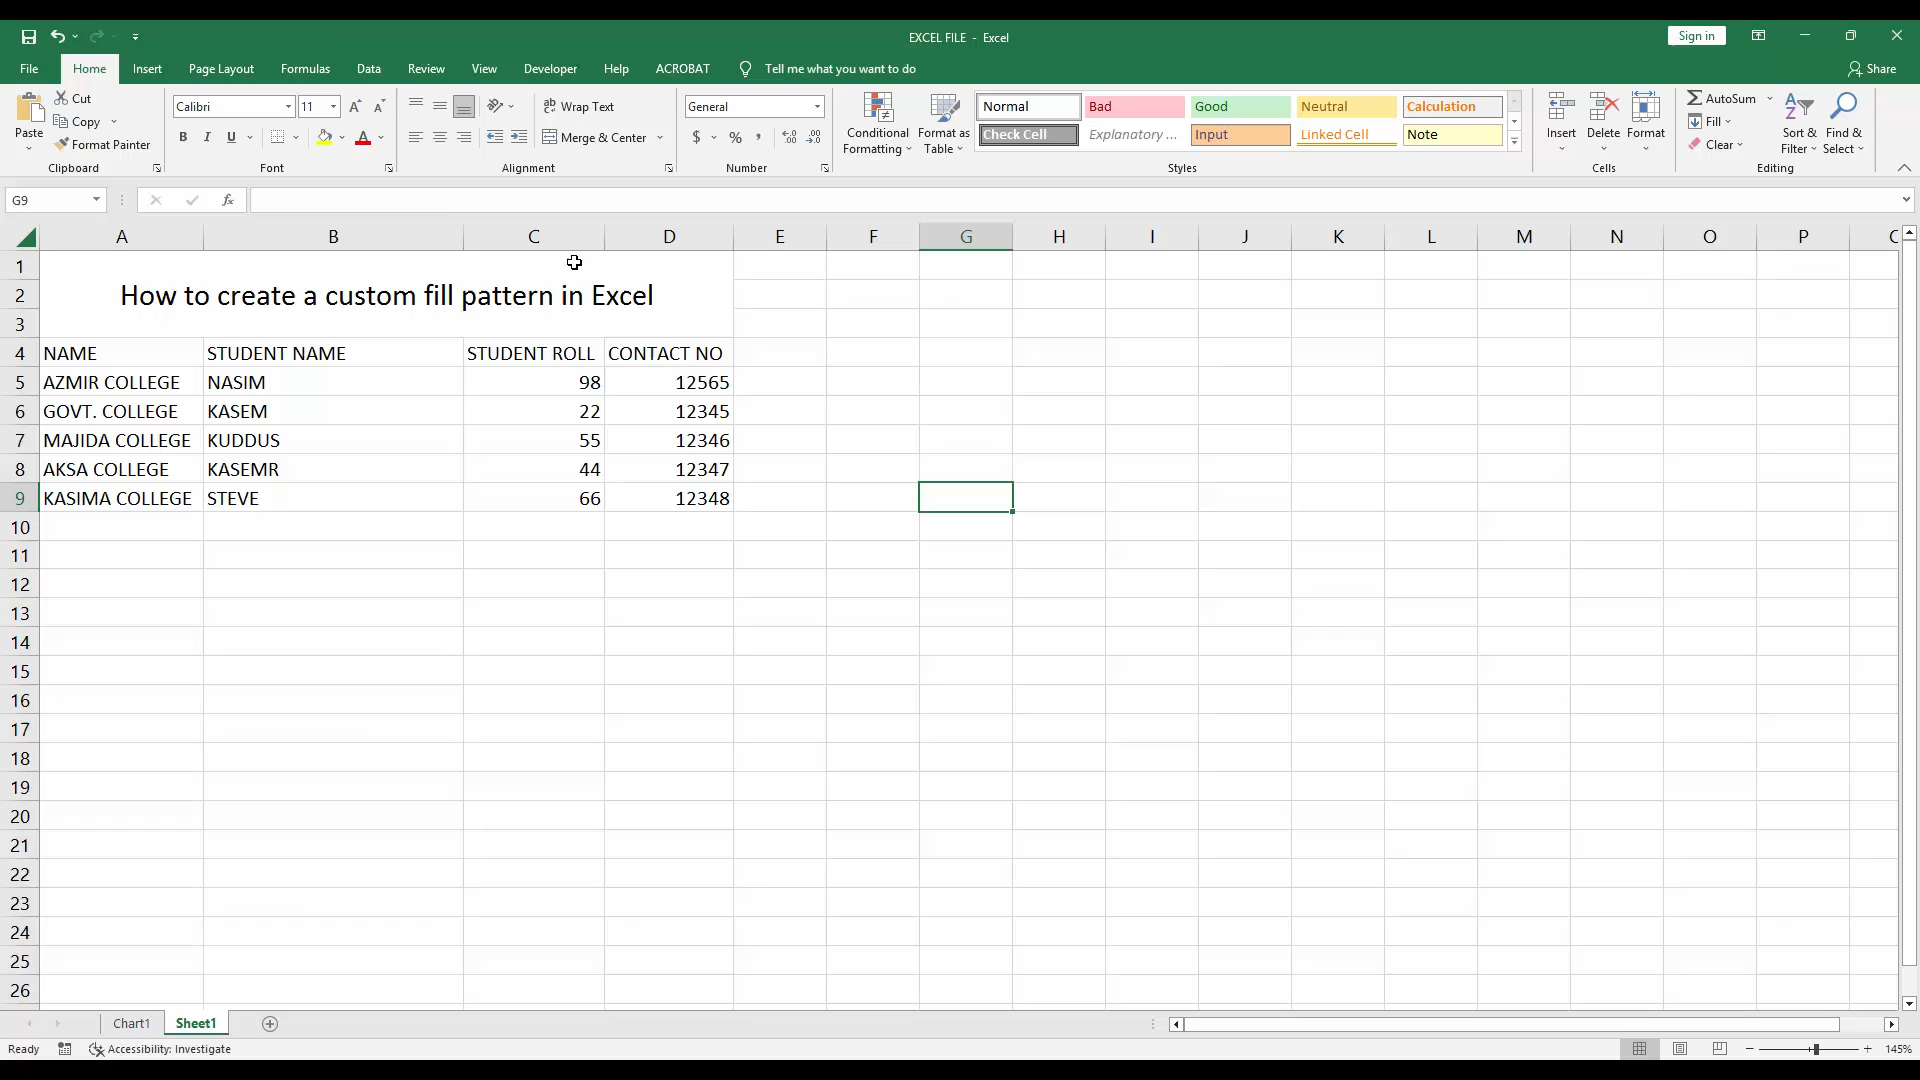 EXCEL FILE - Excel
Sign in
File Home Insert Page Layout Formulas Data Review View Developer Help ACROBAT Tell me what you want to do Share
Paste
Cut
Copy
Format Painter
Clipboard
Calibri 11
B I U A
Font
Wrap Text
Merge & Center
Alignment
General
$ % ,
Number
Conditional Formatting
Format as Table
Normal Bad Good Neutral Calculation
Check Cell Explanatory ... Input Linked Cell Note
Styles
Insert Delete Format
Cells
AutoSum
Fill
Clear
Sort & Filter
Find & Select
Editing
G9 fx
A B C D E F G H I J K L M N O P
1
2 How to create a custom fill pattern in Excel
3
4 NAME STUDENT NAME STUDENT ROLL CONTACT NO
5 AZMIR COLLEGE NASIM 98 12565
6 GOVT. COLLEGE KASEM 22 12345
7 MAJIDA COLLEGE KUDDUS 55 12346
8 AKSA COLLEGE KASEMR 44 12347
9 KASIMA COLLEGE STEVE 66 12348
10
11
12
13
14
15
16
17
18
19
20
21
22
23
24
25
26
Chart1 Sheet1
Ready Accessibility: Investigate 145%